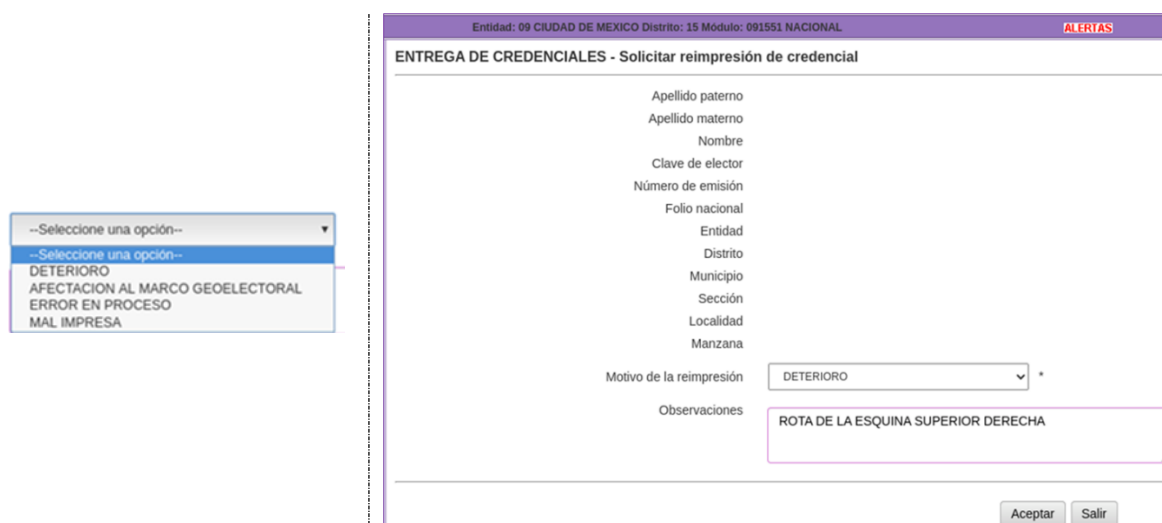 --Seleccione una opción--
--Seleccione una opción--
DETERIORO
AFECTACION AL MARCO GEOELECTORAL
ERROR EN PROCESO
MAL IMPRESA
Entidad: 09 CIUDAD DE MEXICO Distrito: 15 Módulo: 091551 NACIONAL ALERTAS
ENTREGA DE CREDENCIALES - Solicitar reimpresión de credencial
Apellido paterno
Apellido materno
Nombre
Clave de elector
Número de emisión
Folio nacional
Entidad
Distrito
Municipio
Sección
Localidad
Manzana
Motivo de la reimpresión DETERIORO *
Observaciones
ROTA DE LA ESQUINA SUPERIOR DERECHA
Aceptar Salir